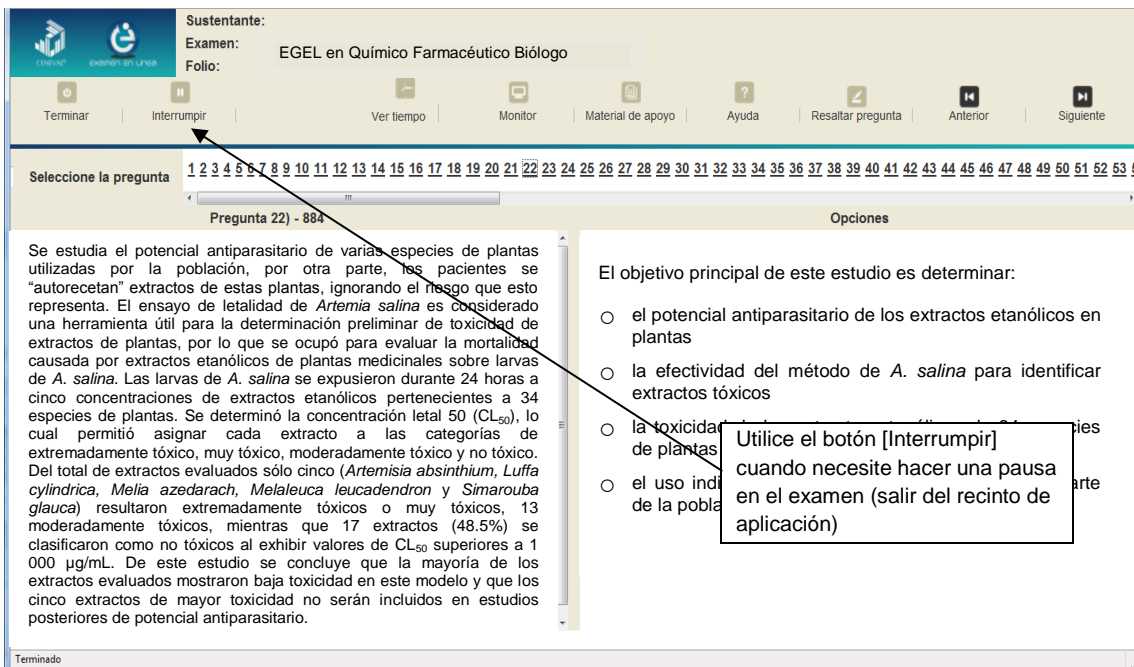 Sustentante:
Examen:
EGEL en Químico Farmacéutico Biólogo
Folio:
CENEVAL
examen en línea
Terminar
Interrumpir
Ver tiempo
Monitor
Material de apoyo
Ayuda
Resaltar pregunta
Anterior
Siguiente
Seleccione la pregunta
1 2 3 4 5 6 7 8 9 10 11 12 13 14 15 16 17 18 19 20 21 22 23 24 25 26 27 28 29 30 31 32 33 34 35 36 37 38 39 40 41 42 43 44 45 46 47 48 49 50 51 52 53
Pregunta 22) - 884
Opciones
Se estudia el potencial antiparasitario de varias especies de plantas
utilizadas por la población, por otra parte, los pacientes se
“autorecetan” extractos de estas plantas, ignorando el riesgo que esto
representa. El ensayo de letalidad de Artemia salina es considerado
una herramienta útil para la determinación preliminar de toxicidad de
extractos de plantas, por lo que se ocupó para evaluar la mortalidad
causada por extractos etanólicos de plantas medicinales sobre larvas
de A. salina. Las larvas de A. salina se expusieron durante 24 horas a
cinco concentraciones de extractos etanólicos pertenecientes a 34
especies de plantas. Se determinó la concentración letal 50 (CL50), lo
cual permitió asignar cada extracto a las categorías de
extremadamente tóxico, muy tóxico, moderadamente tóxico y no tóxico.
Del total de extractos evaluados sólo cinco (Artemisia absinthium, Luffa
cylindrica, Melia azedarach, Melaleuca leucadendron y Simarouba
glauca) resultaron extremadamente tóxicos o muy tóxicos, 13
moderadamente tóxicos, mientras que 17 extractos (48.5%) se
clasificaron como no tóxicos al exhibir valores de CL50 superiores a 1
000 µg/mL. De este estudio se concluye que la mayoría de los
extractos evaluados mostraron baja toxicidad en este modelo y que los
cinco extractos de mayor toxicidad no serán incluidos en estudios
posteriores de potencial antiparasitario.
El objetivo principal de este estudio es determinar:
el potencial antiparasitario de los extractos etanólicos en
plantas
la efectividad del método de A. salina para identificar
extractos tóxicos
la toxicidad
de plantas
el uso
de la
Utilice el botón [Interrumpir]
cuando necesite hacer una pausa
en el examen (salir del recinto de
aplicación)
Terminado